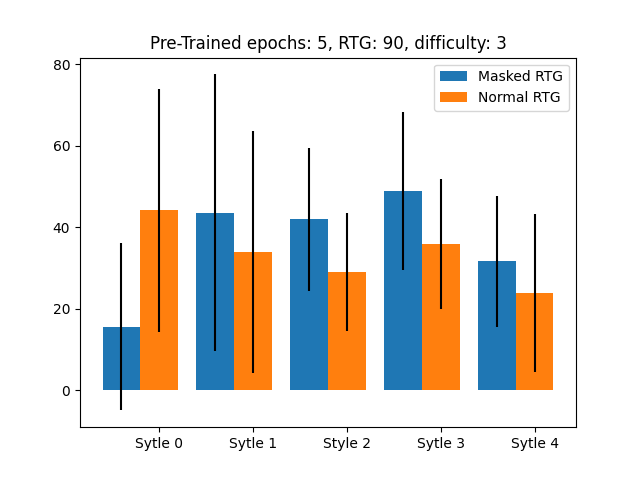 Pre-Trained epochs: 5, RTG: 90, difficulty: 3
80
60
40
20
0
Masked RTG
Normal RTG
Sytle 0
Sytle 1
Style 2
Sytle 3
Sytle 4